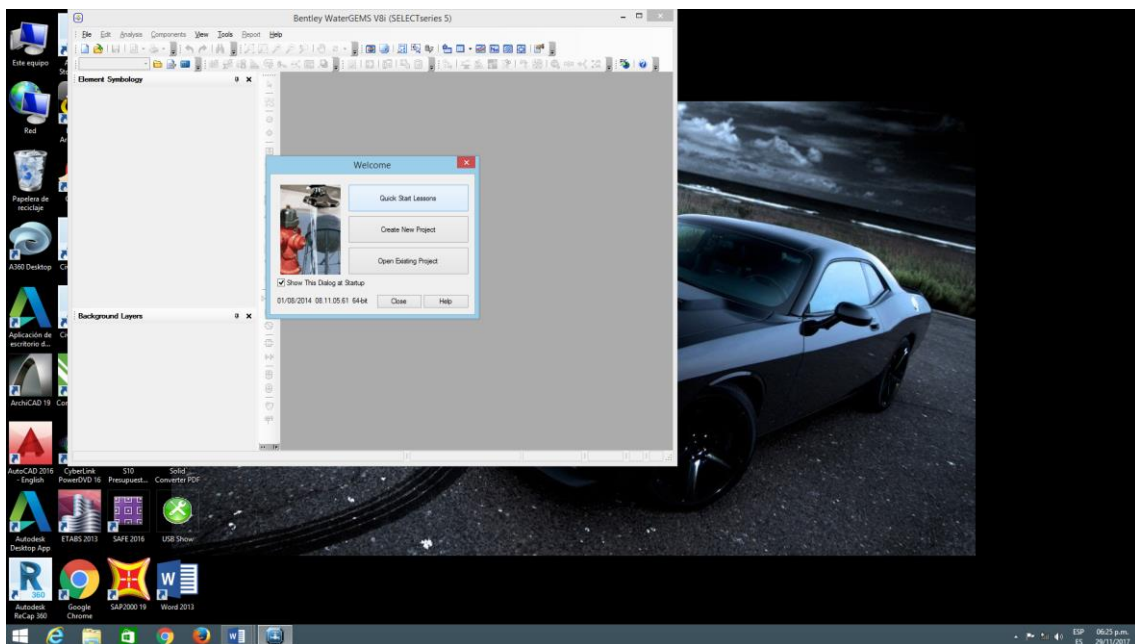 Bentley WaterGEMS V8i (SELECTseries 5)
File Edit Analysis Components View Tools Report Help
Element Symbology
Background Layers
Welcome
Quick Start Lessons
Create New Project
Open Existing Project
Show This Dialog at Startup
01/08/2014 08.11.05.61 64-bit
Close
Help
Este equipo
Red
Papelera de
reciclaje
A360 Desktop
Aplicación de
escritorio d...
ArchiCAD 19
AutoCAD 2016
- English
CyberLink
PowerDVD 16
S10
Presupuest...
Solid
Converter PDF
Autodesk
Desktop App
ETABS 2013
SAFE 2016
USB Show
Autodesk
ReCap 360
Google
Chrome
SAP2000 19
Word 2013
ESP
ES
06:25 p.m.
29/11/2017